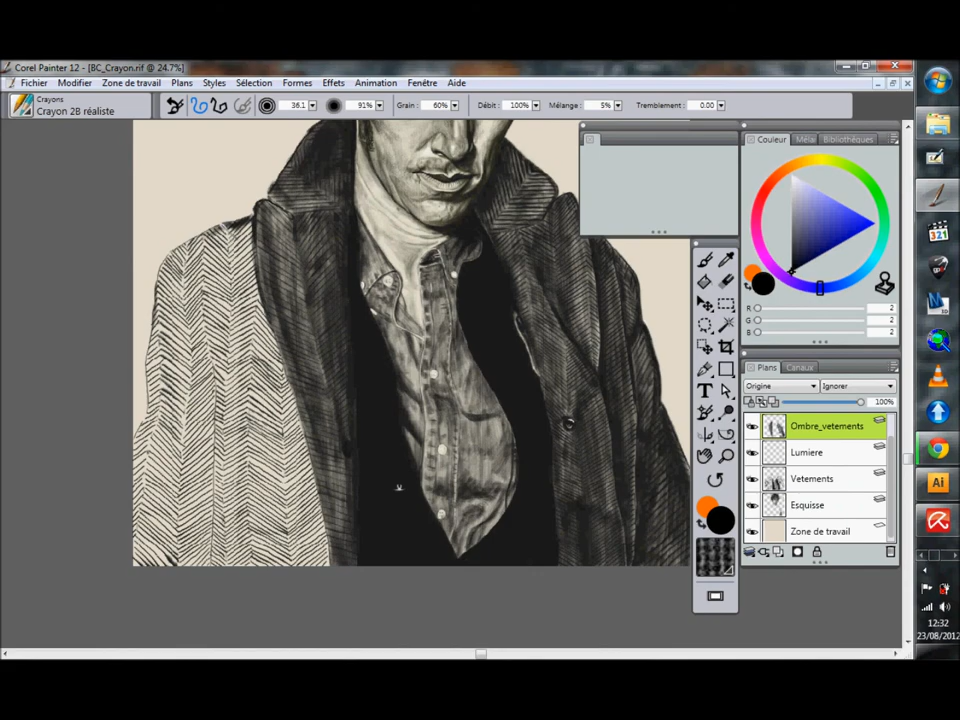 Corel Painter 12 - [BC_Crayon.rif @ 24.7%]
Fichier Modifier Zone de travail Plans Styles Sélection Formes Effets Animation Fenêtre Aide
Crayons
Crayon 2B réaliste
36.1 91% Grain : 60% Débit : 100% Mélange : 5% Tremblement : 0.00
Couleur Méla Bibliothèques
R 2
G 2
B 2
Plans Canaux
Origine Ignorer
100%
Ombre_vetements
Lumiere
Vetements
Esquisse
Zone de travail
T
321
3D
Ai
12:32
23/08/2012